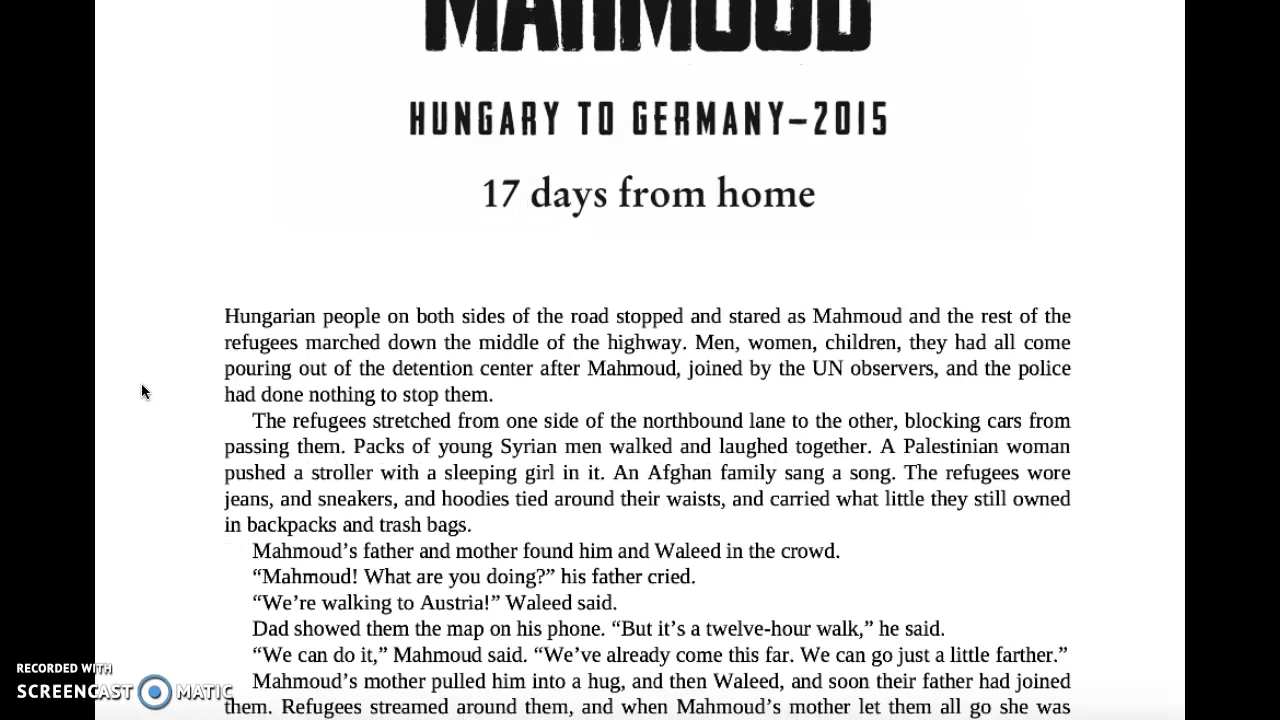 MAHMOUD
HUNGARY TO GERMANY–2015
17 days from home
Hungarian people on both sides of the road stopped and stared as Mahmoud and the rest of the
refugees marched down the middle of the highway. Men, women, children, they had all come
pouring out of the detention center after Mahmoud, joined by the UN observers, and the police
had done nothing to stop them.
The refugees stretched from one side of the northbound lane to the other, blocking cars from
passing them. Packs of young Syrian men walked and laughed together. A Palestinian woman
pushed a stroller with a sleeping girl in it. An Afghan family sang a song. The refugees wore
jeans, and sneakers, and hoodies tied around their waists, and carried what little they still owned
in backpacks and trash bags.
Mahmoud’s father and mother found him and Waleed in the crowd.
“Mahmoud! What are you doing?” his father cried.
“We’re walking to Austria!” Waleed said.
Dad showed them the map on his phone. “But it’s a twelve-hour walk,” he said.
“We can do it,” Mahmoud said. “We’ve already come this far. We can go just a little farther.”
Mahmoud’s mother pulled him into a hug, and then Waleed, and soon their father had joined
them. Refugees streamed around them, and when Mahmoud’s mother let them all go she was
RECORDED WITH
SCREENCAST MATIC